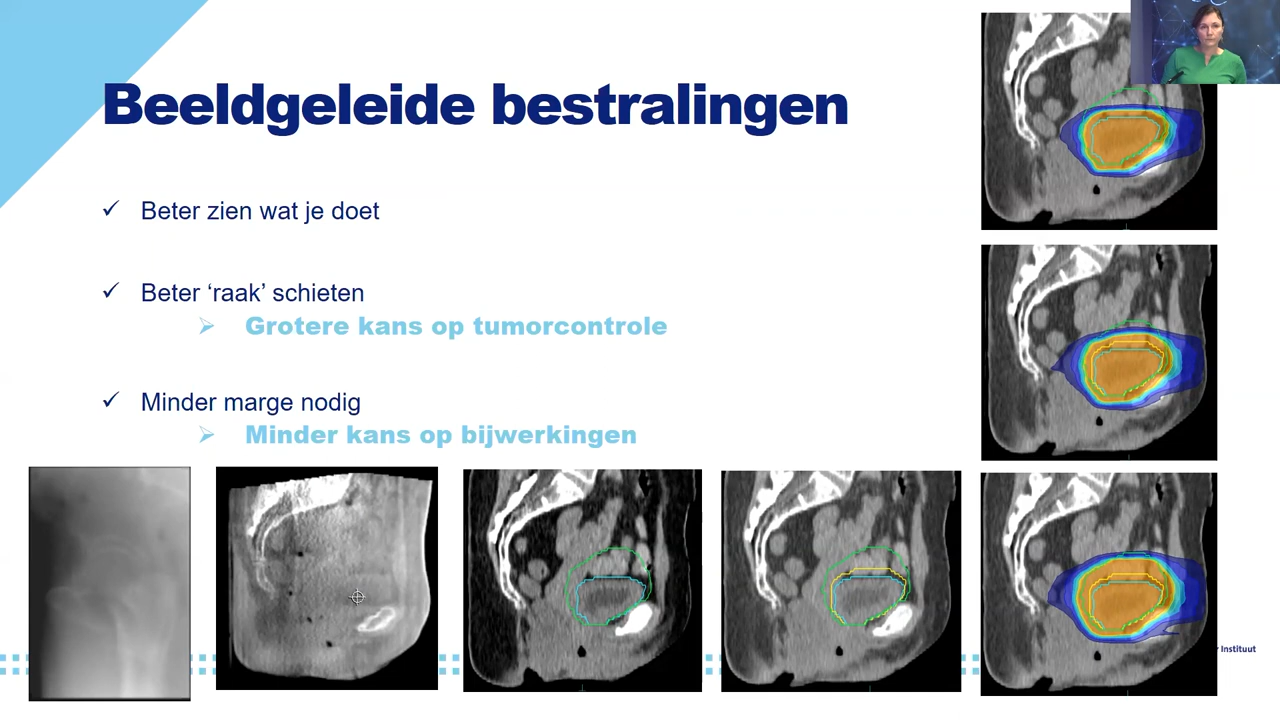 Beeldgeleide bestralingen
✓ Beter zien wat je doet
✓ Beter ‘raak’ schieten
➢ Grotere kans op tumorcontrole
✓ Minder marge nodig
➢ Minder kans op bijwerkingen
r Instituut